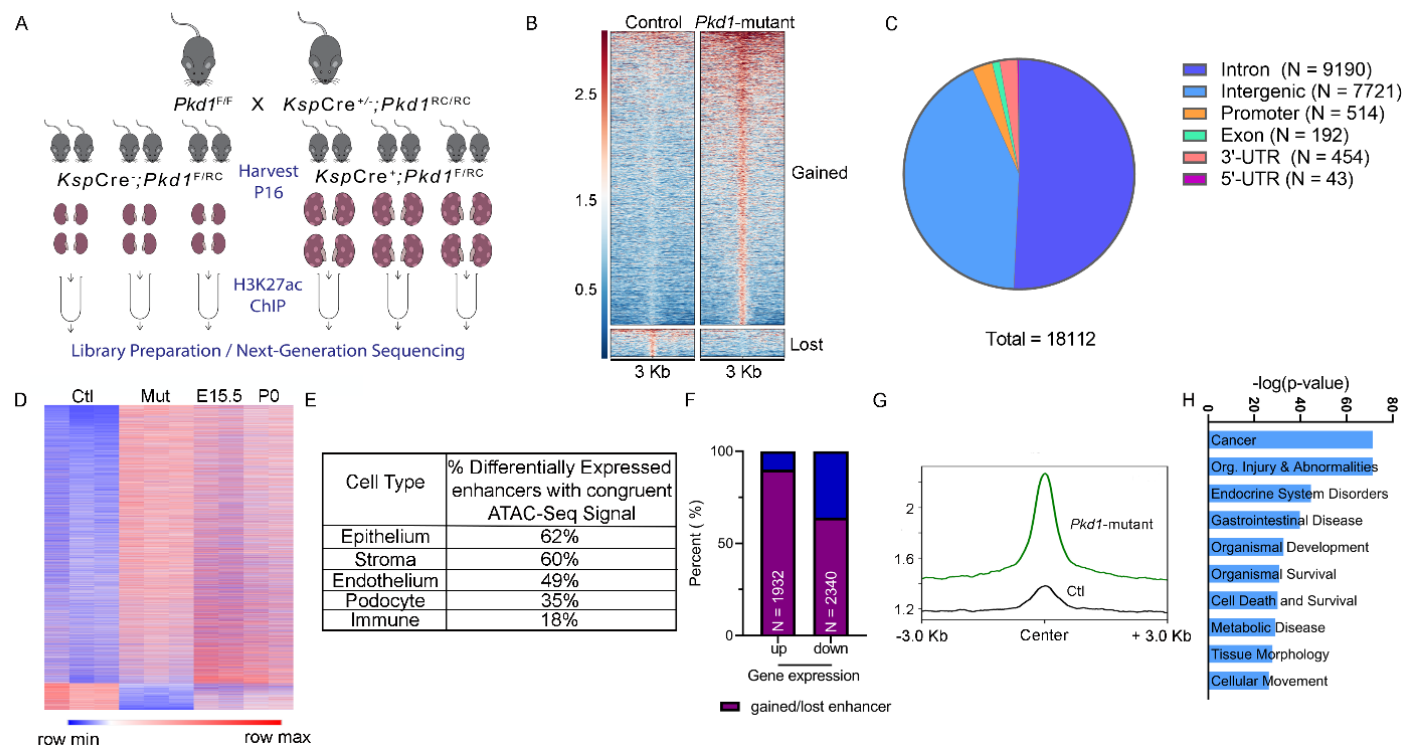 A
Pkd1F/F X KspCre+/-;Pkd1RC/RC
KspCre-;Pkd1F/RC
Harvest
P16
KspCre+;Pkd1F/RC
H3K27ac
ChIP
Library Preparation / Next-Generation Sequencing
B
Control Pkd1-mutant
2.5
1.5
0.5
Gained
Lost
3 Kb 3 Kb
C
Intron (N = 9190)
Intergenic (N = 7721)
Promoter (N = 514)
Exon (N = 192)
3'-UTR (N = 454)
5'-UTR (N = 43)
Total = 18112
D
Ctl Mut E15.5 P0
row min row max
E
Cell Type % Differentially Expressed
enhancers with congruent
ATAC-Seq Signal
Epithelium 62%
Stroma 60%
Endothelium 49%
Podocyte 35%
Immune 18%
F
100
50
0
Percent (%)
N = 1932
N = 2340
up down
Gene expression
gained/lost enhancer
G
2
1.6
1.2
Pkd1-mutant
Ctl
-3.0 Kb Center + 3.0 Kb
H
-log(p-value)
0 20 40 60 80
Cancer
Org. Injury & Abnormalities
Endocrine System Disorders
Gastrointestinal Disease
Organismal Development
Organismal Survival
Cell Death and Survival
Metabolic Disease
Tissue Morphology
Cellular Movement